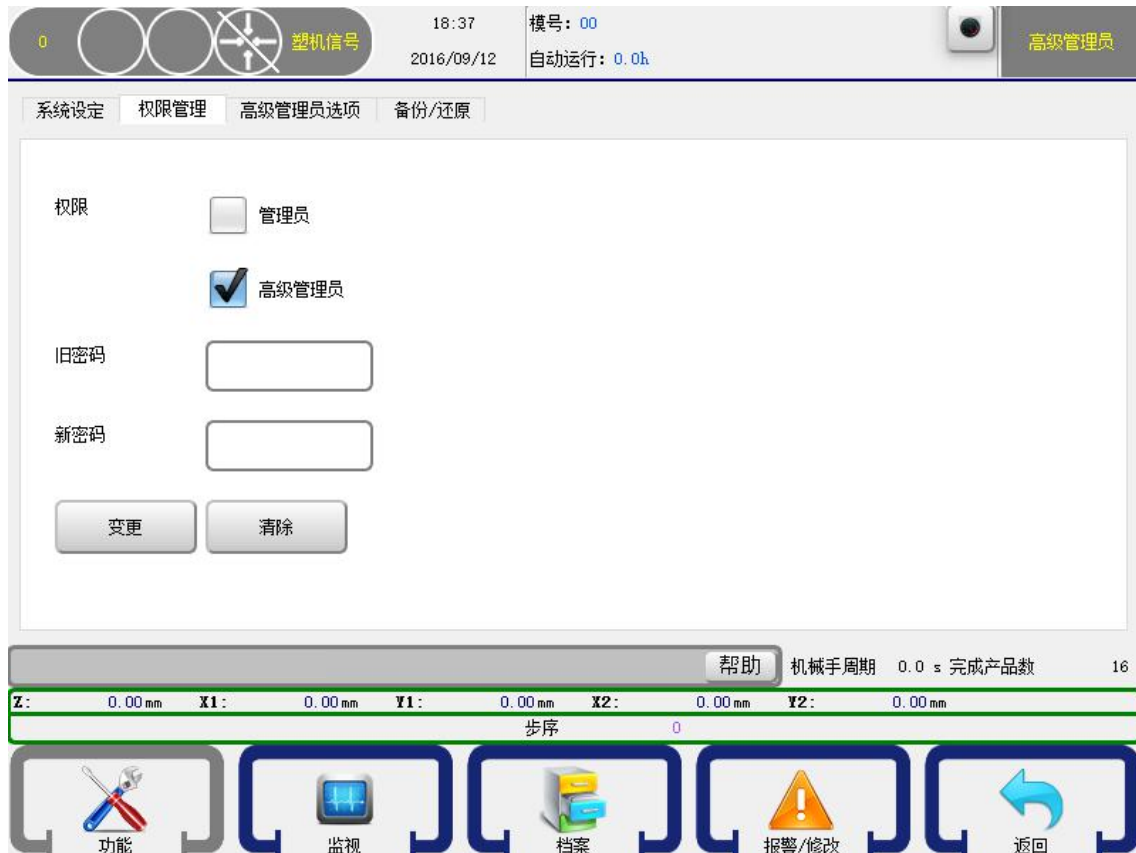 0 塑机信号 18:37 模号: 00 高级管理员
2016/09/12 自动运行: 0.0h
系统设定 权限管理 高级管理员选项 备份/还原
权限 管理员
高级管理员
旧密码
新密码
变更 清除
帮助 机械手周期 0.0 s 完成产品数 16
Z: 0.00mm X1: 0.00mm Y1: 0.00mm X2: 0.00mm Y2: 0.00mm
步序 0
功能 监视 档案 报警/修改 返回